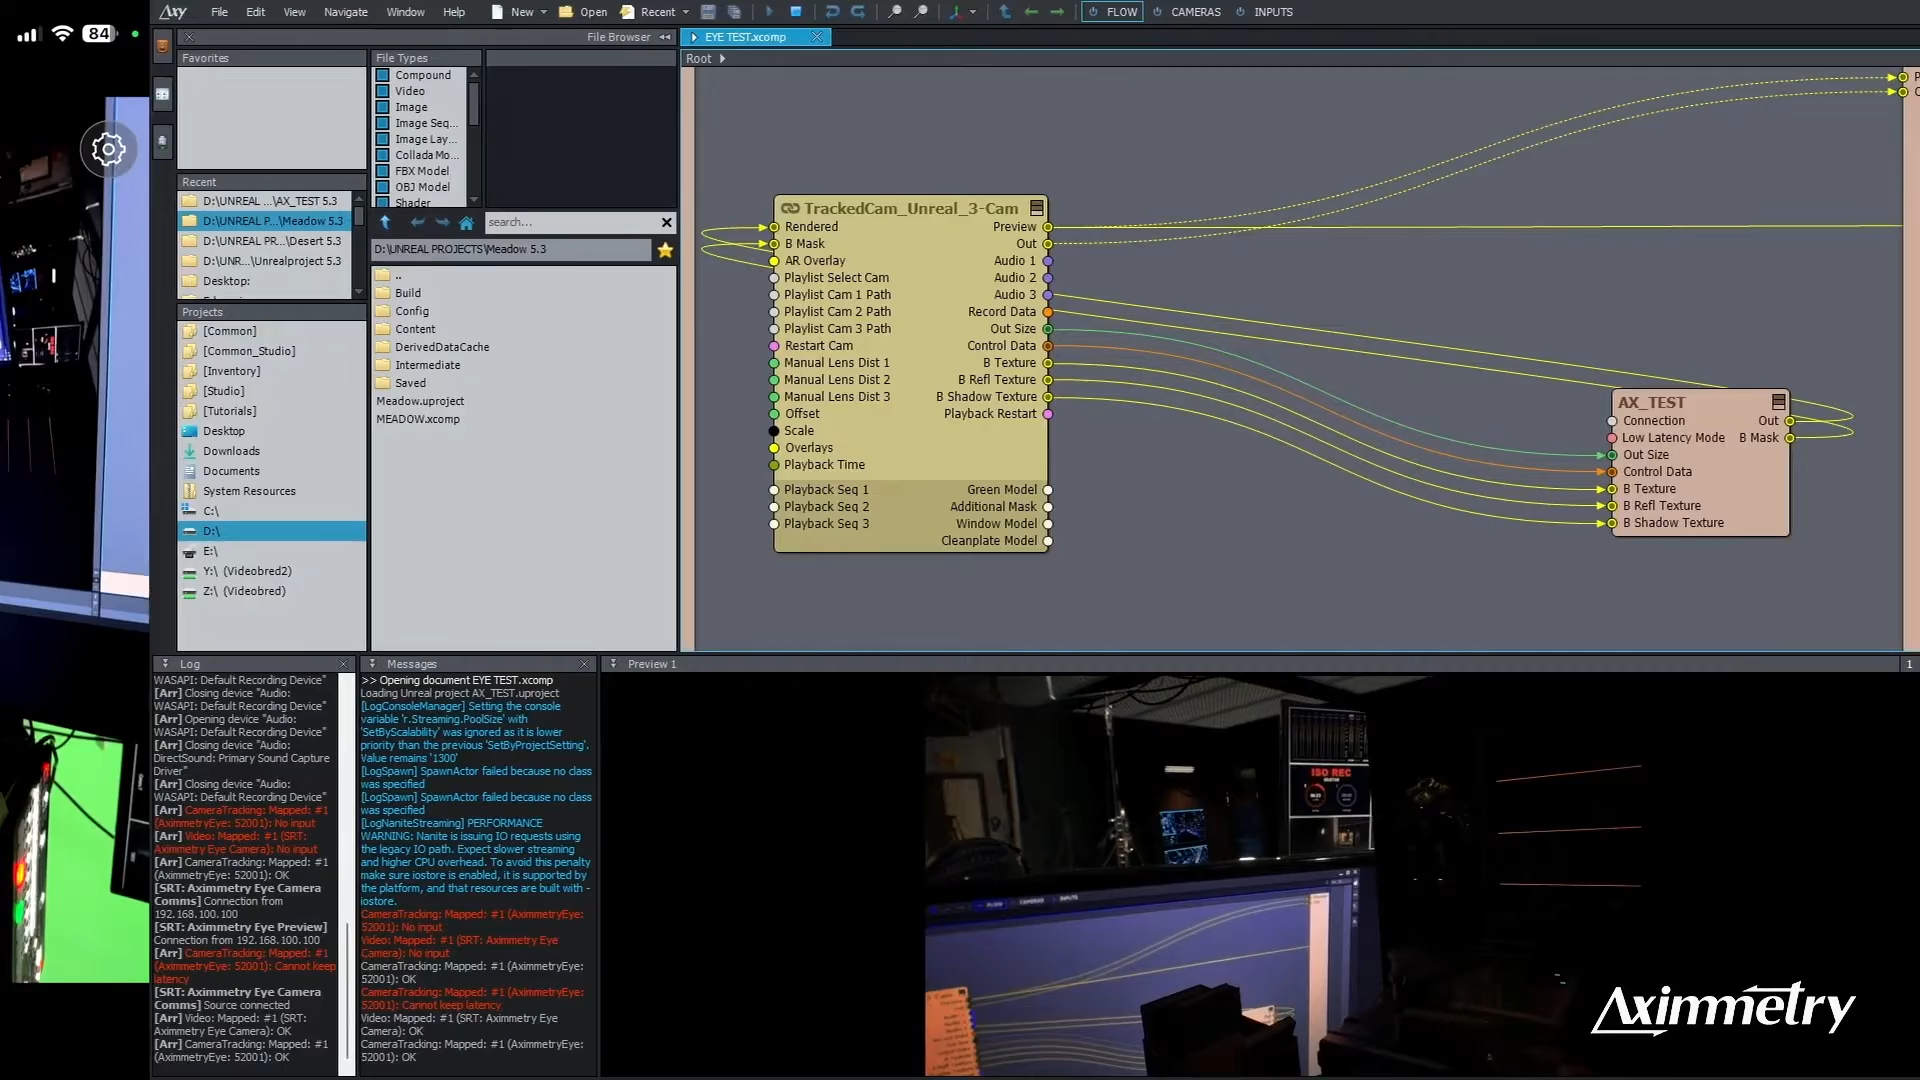 84
Axy File Edit View Navigate Window Help New Open Recent FLOW CAMERAS INPUTS
File Browser
EYE TEST.xcomp
Root
Favorites
File Types
Compound
Video
Image
Image Seq...
Image Lay...
Collada Mo...
FBX Model
OBJ Model
Shader
Recent
D:\UNREAL ...\AX_TEST 5.3
D:\UNREAL P...\Meadow 5.3
D:\UNREAL PR...\Desert 5.3
D:\UNR...\Unrealproject 5.3
Desktop:
search...
D:\UNREAL PROJECTS\Meadow 5.3
..
Build
Config
Content
DerivedDataCache
Intermediate
Saved
Meadow.uproject
MEADOW.xcomp
Projects
[Common]
[Common_Studio]
[Inventory]
[Studio]
[Tutorials]
Desktop
Downloads
Documents
System Resources
C:\
D:\
E:\
Y:\ (Videobred2)
Z:\ (Videobred)
TrackedCam_Unreal_3-Cam
Rendered Preview
B Mask Out
AR Overlay Audio 1
Playlist Select Cam Audio 2
Playlist Cam 1 Path Audio 3
Playlist Cam 2 Path Record Data
Playlist Cam 3 Path Out Size
Restart Cam Control Data
Manual Lens Dist 1 B Texture
Manual Lens Dist 2 B Refl Texture
Manual Lens Dist 3 B Shadow Texture
Offset Playback Restart
Scale
Overlays
Playback Time
Playback Seq 1 Green Model
Playback Seq 2 Additional Mask
Playback Seq 3 Window Model
Cleanplate Model
AX_TEST
Connection Out
Low Latency Mode B Mask
Out Size
Control Data
B Texture
B Refl Texture
B Shadow Texture
Log
WASAPI: Default Recording Device"
[Arr] Closing device "Audio:
WASAPI: Default Recording Device"
[Arr] Opening device "Audio:
WASAPI: Default Recording Device"
[Arr] Closing device "Audio:
DirectSound: Primary Sound Capture
Driver"
[Arr] Closing device "Audio:
WASAPI: Default Recording Device"
[Arr] CameraTracking: Mapped: #1
(AximmetryEye: 52001): No input
[Arr] Video: Mapped: #1 (SRT:
Aximmetry Eye Camera): No input
[Arr] CameraTracking: Mapped: #1
(AximmetryEye: 52001): OK
[SRT: Aximmetry Eye Camera
Comms] Connection from
192.168.100.100
[SRT: Aximmetry Eye Preview]
Connection from 192.168.100.100
[Arr] CameraTracking: Mapped: #1
(AximmetryEye: 52001): Cannot keep
latency
[SRT: Aximmetry Eye Camera
Comms] Source connected
[Arr] Video: Mapped: #1 (SRT:
Aximmetry Eye Camera): OK
[Arr] CameraTracking: Mapped: #1
(AximmetryEye: 52001): OK
Messages
>> Opening document EYE TEST.xcomp
Loading Unreal project AX_TEST.uproject
[LogConsoleManager] Setting the console
variable 'r.Streaming.PoolSize' with
'SetByScalability' was ignored as it is lower
priority than the previous 'SetByProjectSetting'.
Value remains '1300'
[LogSpawn] SpawnActor failed because no class
was specified
[LogSpawn] SpawnActor failed because no class
was specified
[LogNaniteStreaming] PERFORMANCE
WARNING: Nanite is issuing IO requests using
the legacy IO path. Expect slower streaming
and higher CPU overhead. To avoid this penalty
make sure iostore is enabled, it is supported by
the platform, and that resources are built with -
iostore.
CameraTracking: Mapped: #1 (AximmetryEye:
52001): No input
Video: Mapped: #1 (SRT: Aximmetry Eye
Camera): No input
CameraTracking: Mapped: #1 (AximmetryEye:
52001): OK
CameraTracking: Mapped: #1 (AximmetryEye:
52001): Cannot keep latency
Video: Mapped: #1 (SRT: Aximmetry Eye
Camera): OK
CameraTracking: Mapped: #1 (AximmetryEye:
52001): OK
Preview 1
1
ISO REC
Aximmetry